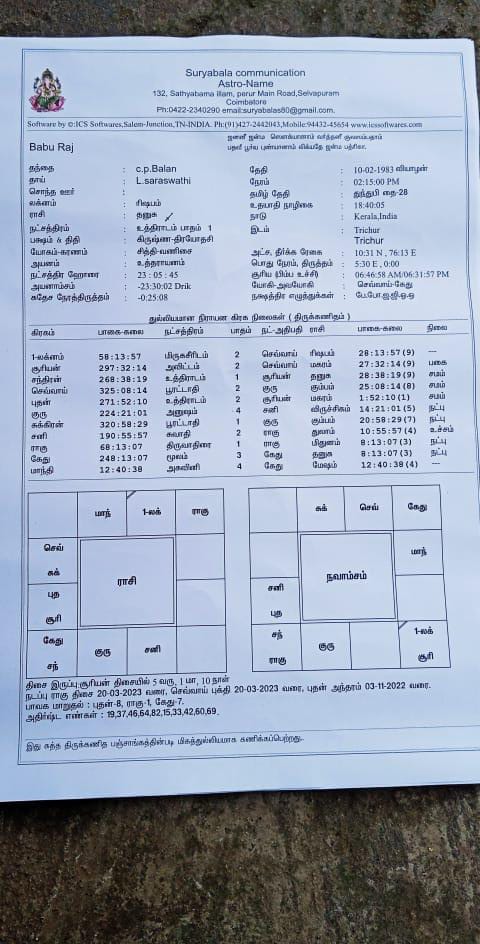 Suryabala communication
Astro-Name
132, Sathyabama illam, perur Main Road,Selvapuram
Coimbatore
Ph:0422-2340290 email:suryabalas80@gmail.com.
Software by ©:ICS Softwares,Salem-Junction,TN-INDIA. Ph:(91)427-2442043,Mobile:94432-45654 www.icssoftwares.com
ஜனனீ ஜன்ம ஸௌக்யானாம் வர்த்தனீ குலஸம்பதாம்
பதவீ பூர்வ புண்யானாம் லிக்யதே ஜன்ம பத்ரிகா.
Babu Raj
தந்தை : c.p.Balan தேதி : 10-02-1983 வியாழன்
தாய் : L.saraswathi நேரம் : 02:15:00 PM
சொந்த ஊர் : தமிழ் தேதி : துந்துபி தை-28
லக்னம் : ரிஷபம் உதயாதி நாழிகை : 18:40:05
ராசி : தனுசு நாடு : Kerala,India
நட்சத்திரம் : உத்திராடம் பாதம் 1 இடம் : Trichur
பக்ஷம் & திதி : கிருஷ்ண-திரயோதசி Trichur
யோகம்-கரணம் : சித்தி-வணிசை அட்ச, தீர்க்க ரேகை : 10:31 N , 76:13 E
அயனம் : உத்தராயனம் பொது நேரம், திருத்தம் : 5:30 E , 0:00
நட்சத்திர ஹோரை : 23 : 05 : 45 சூரிய (பிம்ப உச்சி) : 06:46:58 AM/06:31:57 PM
அயனாம்சம் : -23:30:02 Drik யோகி-அவயோகி : செவ்வாய்-கேது
சுதேச நேரத்திருத்தம் : -0:25:08 நக்ஷத்திர எழுத்துக்கள் : பே.போ.ஜ.ஜி.ஒ.ஒ
துல்லியமான நிராயன கிரக நிலைகள் ( திருக்கணிதம் )
கிரகம் பாகை-கலை நட்சத்திரம் பாதம் நட்-அதிபதி ராசி பாகை-கலை நிலை
1-லக்னம் 58:13:57 மிருகசீரிடம் 2 செவ்வாய் ரிஷபம் 28:13:57 (9) ---
சூரியன் 297:32:14 அவிட்டம் 2 செவ்வாய் மகரம் 27:32:14 (9) பகை
சந்திரன் 268:38:19 உத்திராடம் 1 சூரியன் தனுசு 28:38:19 (9) சமம்
செவ்வாய் 325:08:14 பூரட்டாதி 2 குரு கும்பம் 25:08:14 (8) சமம்
புதன் 271:52:10 உத்திராடம் 2 சூரியன் மகரம் 1:52:10 (1) சமம்
குரு 224:21:01 அனுஷம் 4 சனி விருச்சிகம் 14:21:01 (5) நட்பு
சுக்கிரன் 320:58:29 பூரட்டாதி 1 குரு கும்பம் 20:58:29 (7) நட்பு
சனி 190:55:57 சுவாதி 2 ராகு துலாம் 10:55:57 (4) உச்சம்
ராகு 68:13:07 திருவாதிரை 1 ராகு மிதுனம் 8:13:07 (3) நட்பு
கேது 248:13:07 மூலம் 3 கேது தனுசு 8:13:07 (3) நட்பு
மாந்தி 12:40:38 அசுவினி 4 கேது மேஷம் 12:40:38 (4) ---
மாந் 1-லக் ராகு
செவ்
சுக்
புத
சூரி
ராசி
கேது
சந்
குரு சனி
சுக் செவ் கேது
மாந்
நவாம்சம்
சனி
புத
சந்
ராகு
குரு
1-லக்
சூரி
திசை இருப்பு-சூரியன் திசையில் 5 வரு, 1 மா, 10 நாள்
நடப்பு ராகு திசை 20-03-2023 வரை, செவ்வாய் புக்தி 20-03-2023 வரை, புதன் அந்தரம் 03-11-2022 வரை.
பாவக மாறுதல் : புதன்-8, ராகு-1, கேது-7.
அதிர்ஷ்ட எண்கள் : 19,37,46,64,82,15,33,42,60,69.
இது சுத்த திருக்கணித பஞ்சாங்கத்தின்படி மிகத்துல்லியமாக கணிக்கப்பெற்றது.